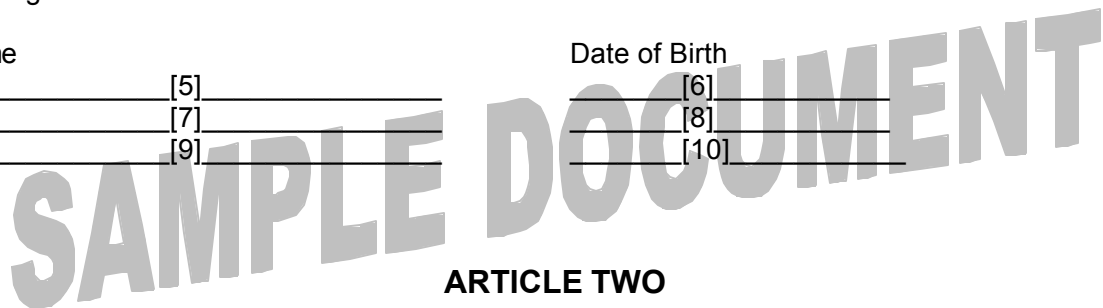 Date of Birth
[5] [6]
[7] [8]
[9] [10]
SAMPLE DOCUMENT
ARTICLE TWO